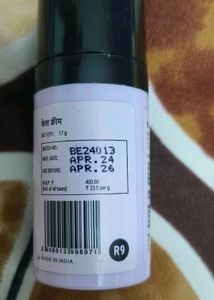 फेस क्रीम
NET QTY.: 17 g
BATCH NO.: BE24013
MFG. DATE: APR.24
USE BEFORE: APR.26
M.R.P. ₹ 400.00
(Incl. of all taxes) ₹ 23.5 per g
MADE IN INDIA
R9